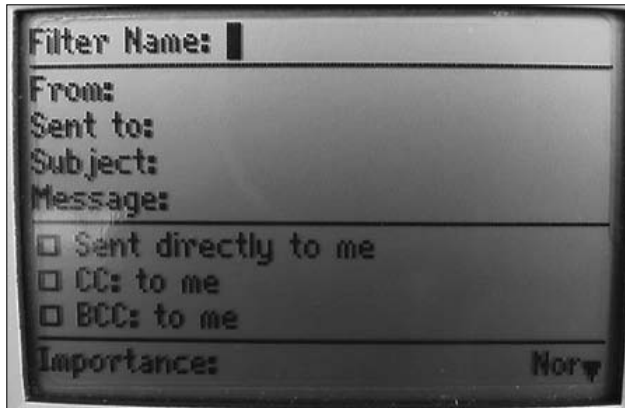 Filter Name:
From:
Sent to:
Subject:
Message:
Sent directly to me
CC: to me
BCC: to me
Importance: Nor